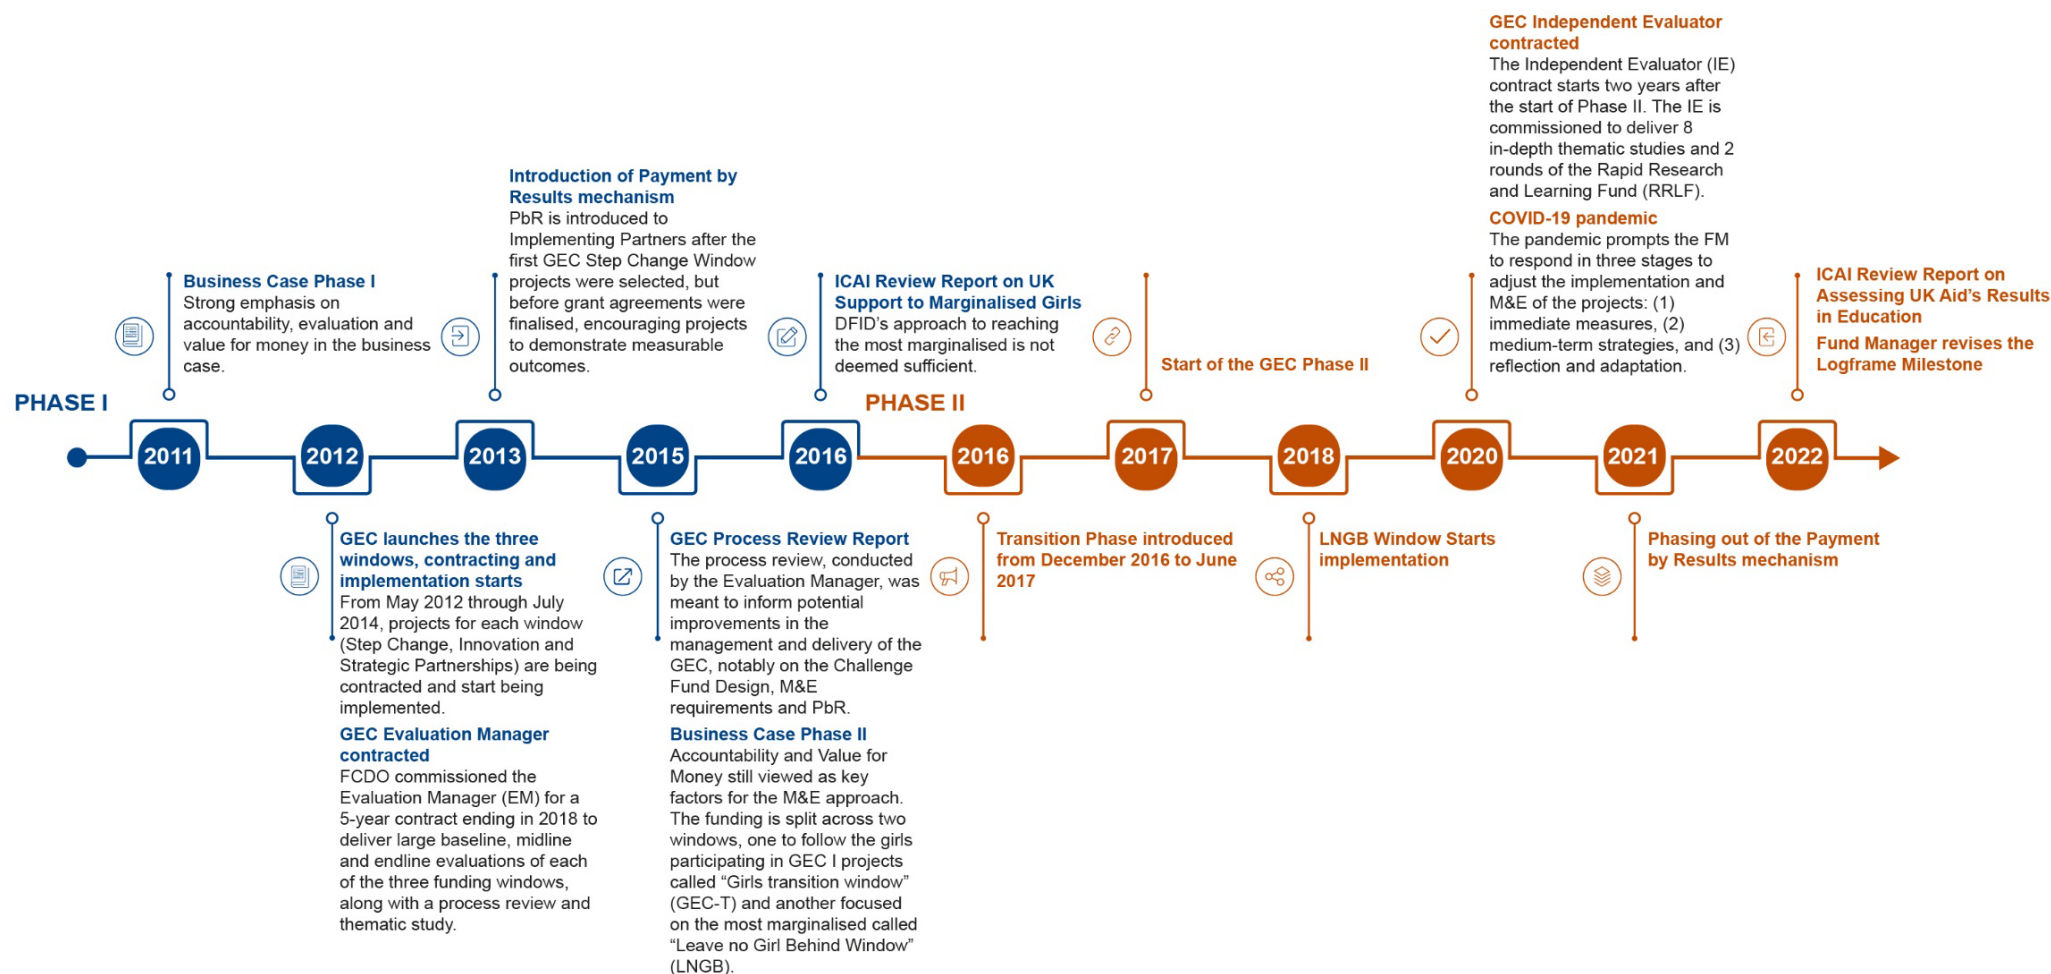 PHASE I
2011
Business Case Phase I
Strong emphasis on
accountability, evaluation and
value for money in the business
case.
2012
GEC launches the three
windows, contracting and
implementation starts
From May 2012 through July
2014, projects for each window
(Step Change, Innovation and
Strategic Partnerships) are being
contracted and start being
implemented.
GEC Evaluation Manager
contracted
FCDO commissioned the
Evaluation Manager (EM) for a
5-year contract ending in 2018 to
deliver large baseline, midline
and endline evaluations of each
of the three funding windows,
along with a process review and
thematic study.
2013
Introduction of Payment by
Results mechanism
PbR is introduced to
Implementing Partners after the
first GEC Step Change Window
projects were selected, but
before grant agreements were
finalised, encouraging projects
to demonstrate measurable
outcomes.
2015
GEC Process Review Report
The process review, conducted
by the Evaluation Manager, was
meant to inform potential
improvements in the
management and delivery of the
GEC, notably on the Challenge
Fund Design, M&E
requirements and PbR.
Business Case Phase II
Accountability and Value for
Money still viewed as key
factors for the M&E approach.
The funding is split across two
windows, one to follow the girls
participating in GEC I projects
called “Girls transition window”
(GEC-T) and another focused
on the most marginalised called
“Leave no Girl Behind Window”
(LNGB).
2016
ICAI Review Report on UK
Support to Marginalised Girls
DFID’s approach to reaching
the most marginalised is not
deemed sufficient.
PHASE II
2016
Transition Phase introduced
from December 2016 to June
2017
2017
Start of the GEC Phase II
2018
LNGB Window Starts
implementation
2020
GEC Independent Evaluator
contracted
The Independent Evaluator (IE)
contract starts two years after
the start of Phase II. The IE is
commissioned to deliver 8
in-depth thematic studies and 2
rounds of the Rapid Research
and Learning Fund (RRLF).
COVID-19 pandemic
The pandemic prompts the FM
to respond in three stages to
adjust the implementation and
M&E of the projects: (1)
immediate measures, (2)
medium-term strategies, and (3)
reflection and adaptation.
2021
Phasing out of the Payment
by Results mechanism
2022
ICAI Review Report on
Assessing UK Aid’s Results
in Education
Fund Manager revises the
Logframe Milestone